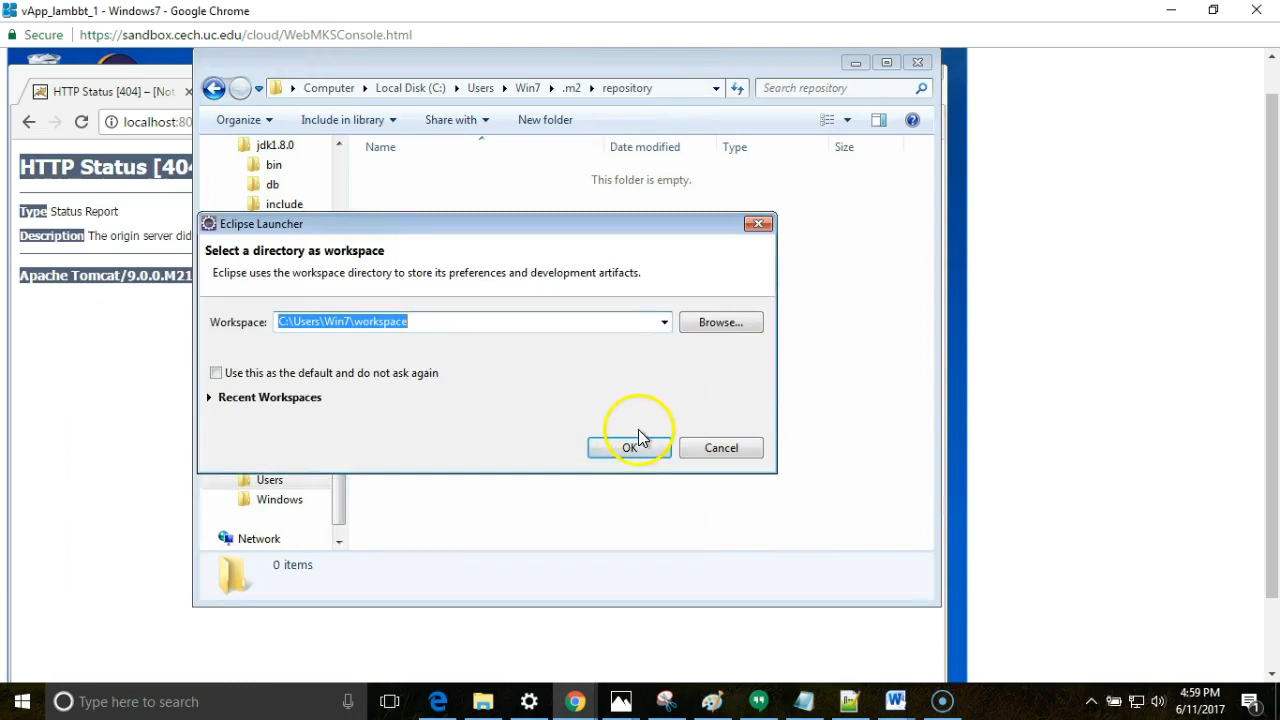 vApp_lambbt_1 - Windows7 - Google Chrome
Secure
https://sandbox.cech.uc.edu/cloud/WebMKSConsole.html
HTTP Status [404] – [Not
localhost:80
Computer
Local Disk (C:)
Users
Win7
.m2
repository
Search repository
Organize
Include in library
Share with
New folder
jdk1.8.0
bin
db
include
Name
Date modified
Type
Size
This folder is empty.
HTTP Status [404
Type Status Report
Description The origin server did
Apache Tomcat/9.0.0.M21
Eclipse Launcher
Select a directory as workspace
Eclipse uses the workspace directory to store its preferences and development artifacts.
Workspace:
C:\Users\Win7\workspace
Browse...
Use this as the default and do not ask again
Recent Workspaces
OK
Cancel
Users
Windows
Network
0 items
Type here to search
4:59 PM
6/11/2017
1